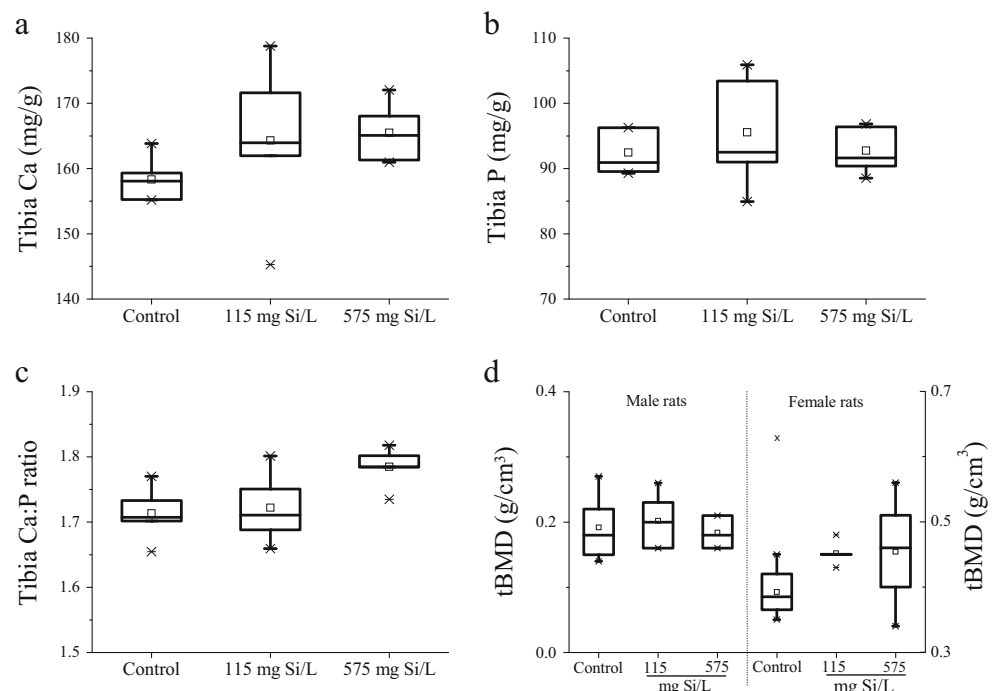 a
180
170
160
150
140
Tibia Ca (mg/g)
Control 115 mg Si/L 575 mg Si/L
b
110
100
90
80
70
Tibia P (mg/g)
Control 115 mg Si/L 575 mg Si/L
c
1.9
1.8
1.7
1.6
1.5
Tibia Ca:P ratio
Control 115 mg Si/L 575 mg Si/L
d
0.4
0.2
0.0
tBMD (g/cm³)
Male rats Female rats
0.7
0.5
0.3
tBMD (g/cm³)
Control 115 575 Control 115 575
mg Si/L mg Si/L